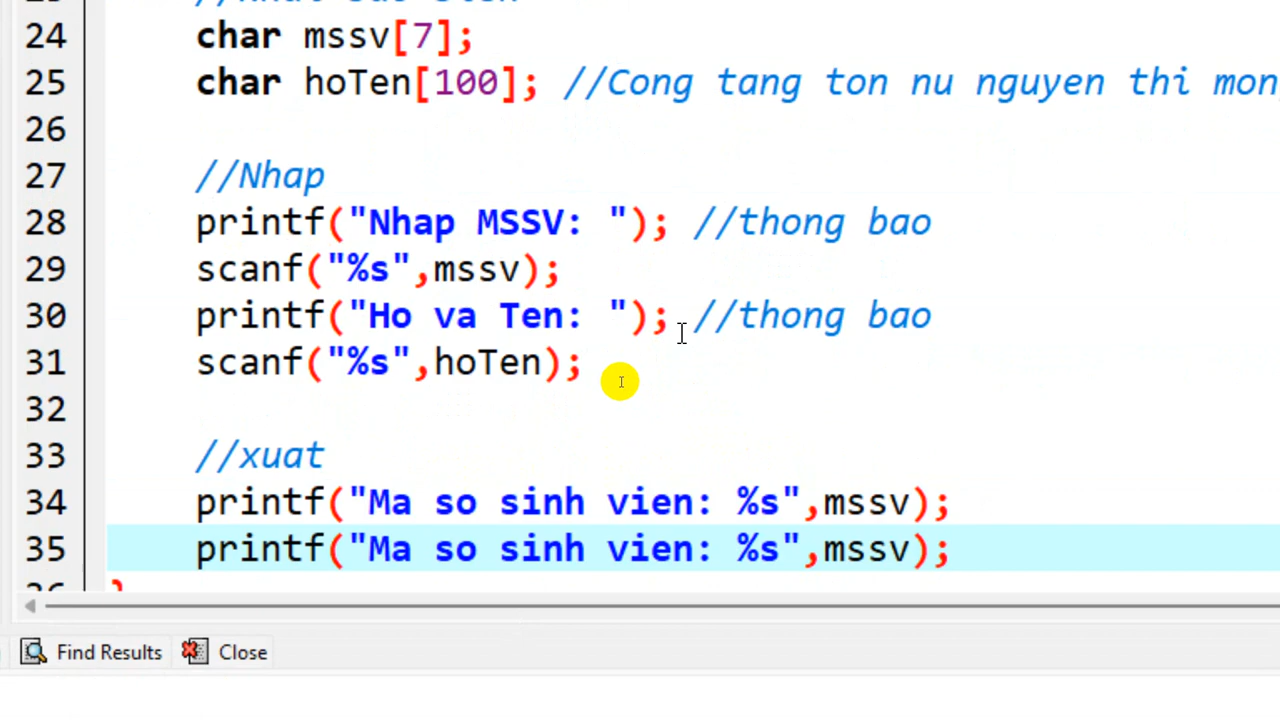 24 char mssv[7];
25 char hoTen[100]; //Cong tang ton nu nguyen thi mon
26
27 //Nhap
28 printf("Nhap MSSV: "); //thong bao
29 scanf("%s",mssv);
30 printf("Ho va Ten: "); //thong bao
31 scanf("%s",hoTen);
32
33 //xuat
34 printf("Ma so sinh vien: %s",mssv);
35 printf("Ma so sinh vien: %s",mssv);
}
Find Results Close